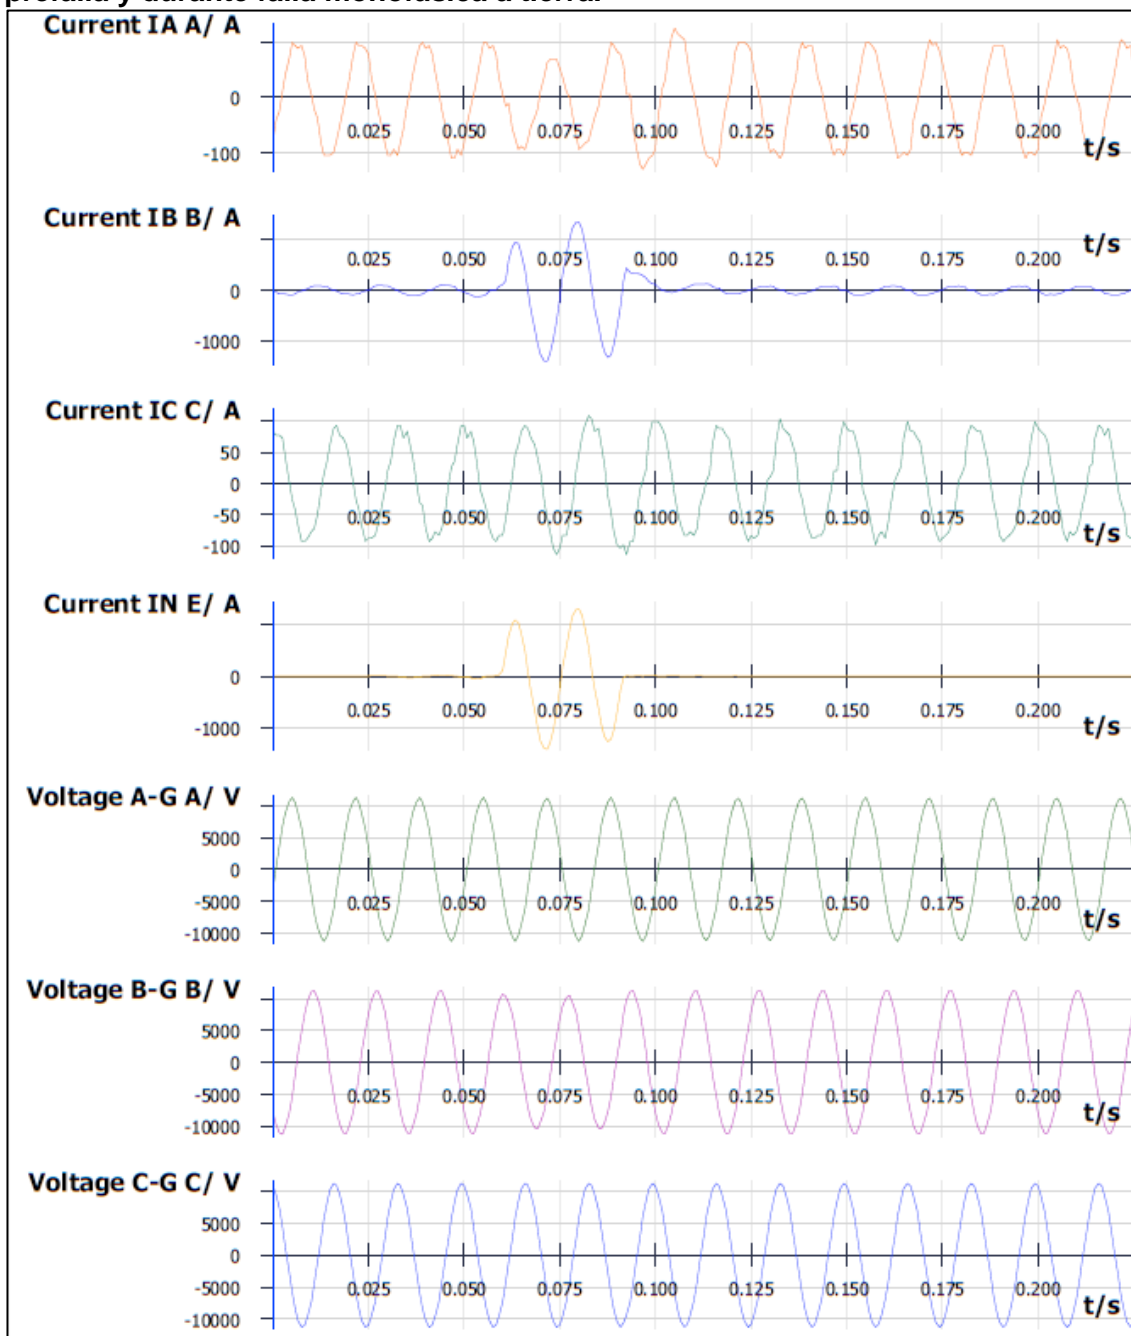 prefalla y durante falla monofásica a tierra.
Current IA A/ A
0
-100
0.025 0.050 0.075 0.100 0.125 0.150 0.175 0.200
t/s
Current IB B/ A
t/s
0.025 0.050 0.075 0.100 0.125 0.150 0.175 0.200
0
-1000
Current IC C/ A
50
0
-50
-100
0.025 0.050 0.075 0.100 0.125 0.150 0.175 0.200
t/s
Current IN E/ A
0
0.025 0.050 0.075 0.100 0.125 0.150 0.175 0.200
-1000
t/s
Voltage A-G A/ V
5000
0
-5000
0.025 0.050 0.075 0.100 0.125 0.150 0.175 0.200
-10000
t/s
Voltage B-G B/ V
5000
0
-5000
0.025 0.050 0.075 0.100 0.125 0.150 0.175 0.200
-10000
t/s
Voltage C-G C/ V
5000
0
-5000
0.025 0.050 0.075 0.100 0.125 0.150 0.175 0.200
-10000
t/s